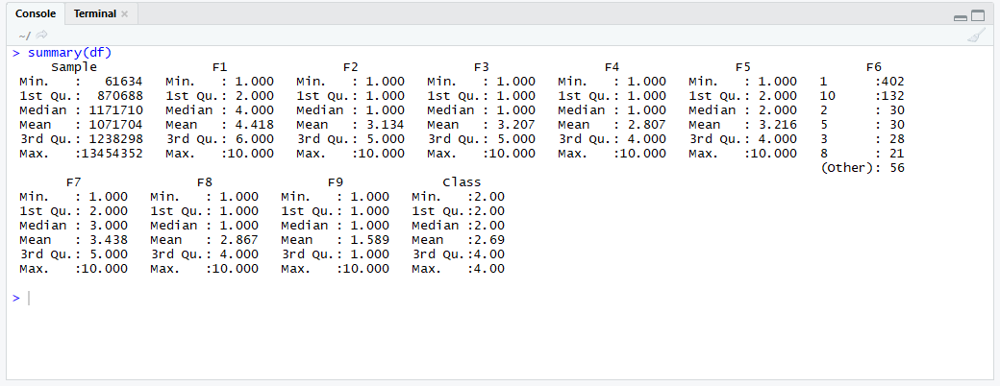 Console Terminal ×
~/
> summary(df)
Sample F1 F2 F3 F4 F5 F6
Min. : 61634 Min. : 1.000 Min. : 1.000 Min. : 1.000 Min. : 1.000 Min. : 1.000 1 :402
1st Qu.: 870688 1st Qu.: 2.000 1st Qu.: 1.000 1st Qu.: 1.000 1st Qu.: 1.000 1st Qu.: 2.000 10 :132
Median : 1171710 Median : 4.000 Median : 1.000 Median : 1.000 Median : 1.000 Median : 2.000 2 : 30
Mean : 1071704 Mean : 4.418 Mean : 3.134 Mean : 3.207 Mean : 2.807 Mean : 3.216 5 : 30
3rd Qu.: 1238298 3rd Qu.: 6.000 3rd Qu.: 5.000 3rd Qu.: 5.000 3rd Qu.: 4.000 3rd Qu.: 4.000 3 : 28
Max. :13454352 Max. :10.000 Max. :10.000 Max. :10.000 Max. :10.000 Max. :10.000 8 : 21
(Other): 56
F7 F8 F9 Class
Min. : 1.000 Min. : 1.000 Min. : 1.000 Min. :2.00
1st Qu.: 2.000 1st Qu.: 1.000 1st Qu.: 1.000 1st Qu.:2.00
Median : 3.000 Median : 1.000 Median : 1.000 Median :2.00
Mean : 3.438 Mean : 2.867 Mean : 1.589 Mean :2.69
3rd Qu.: 5.000 3rd Qu.: 4.000 3rd Qu.: 1.000 3rd Qu.:4.00
Max. :10.000 Max. :10.000 Max. :10.000 Max. :4.00
>